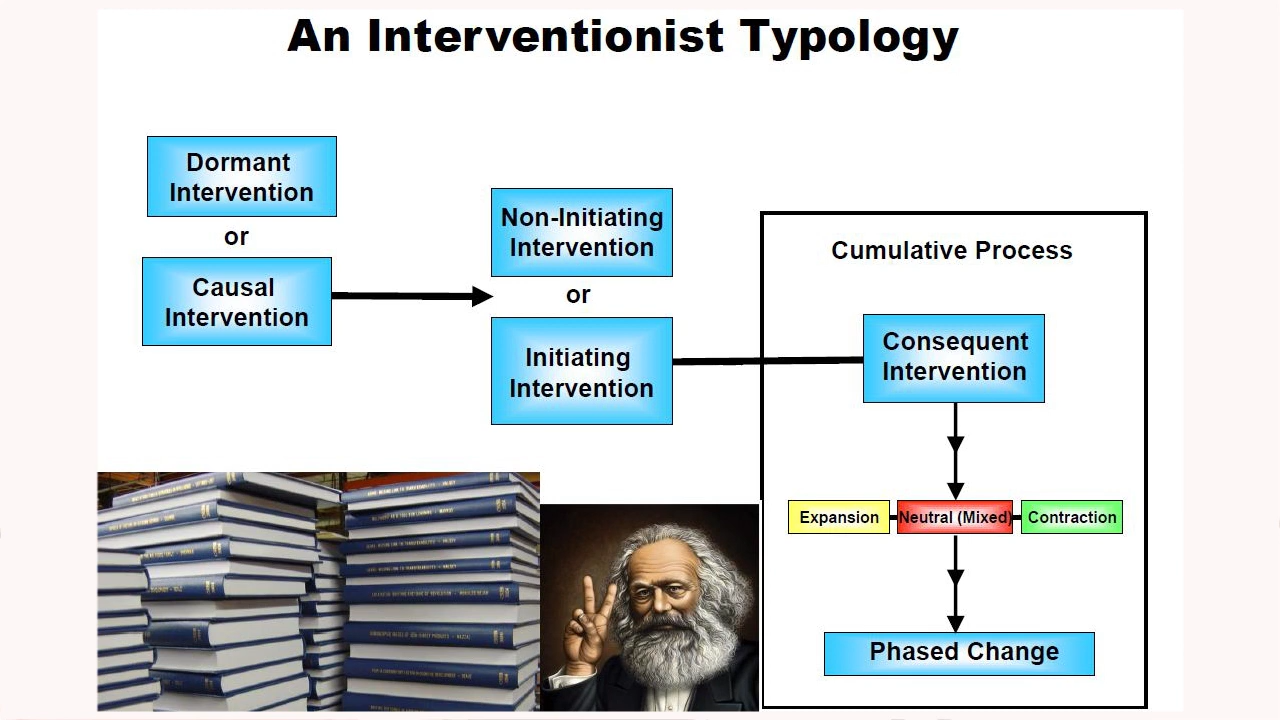 An Interventionist Typology
Dormant
Intervention
or
Causal
Intervention
Non-Initiating
Intervention
or
Initiating
Intervention
Cumulative Process
Consequent
Intervention
Expansion
Neutral (Mixed)
Contraction
Phased Change